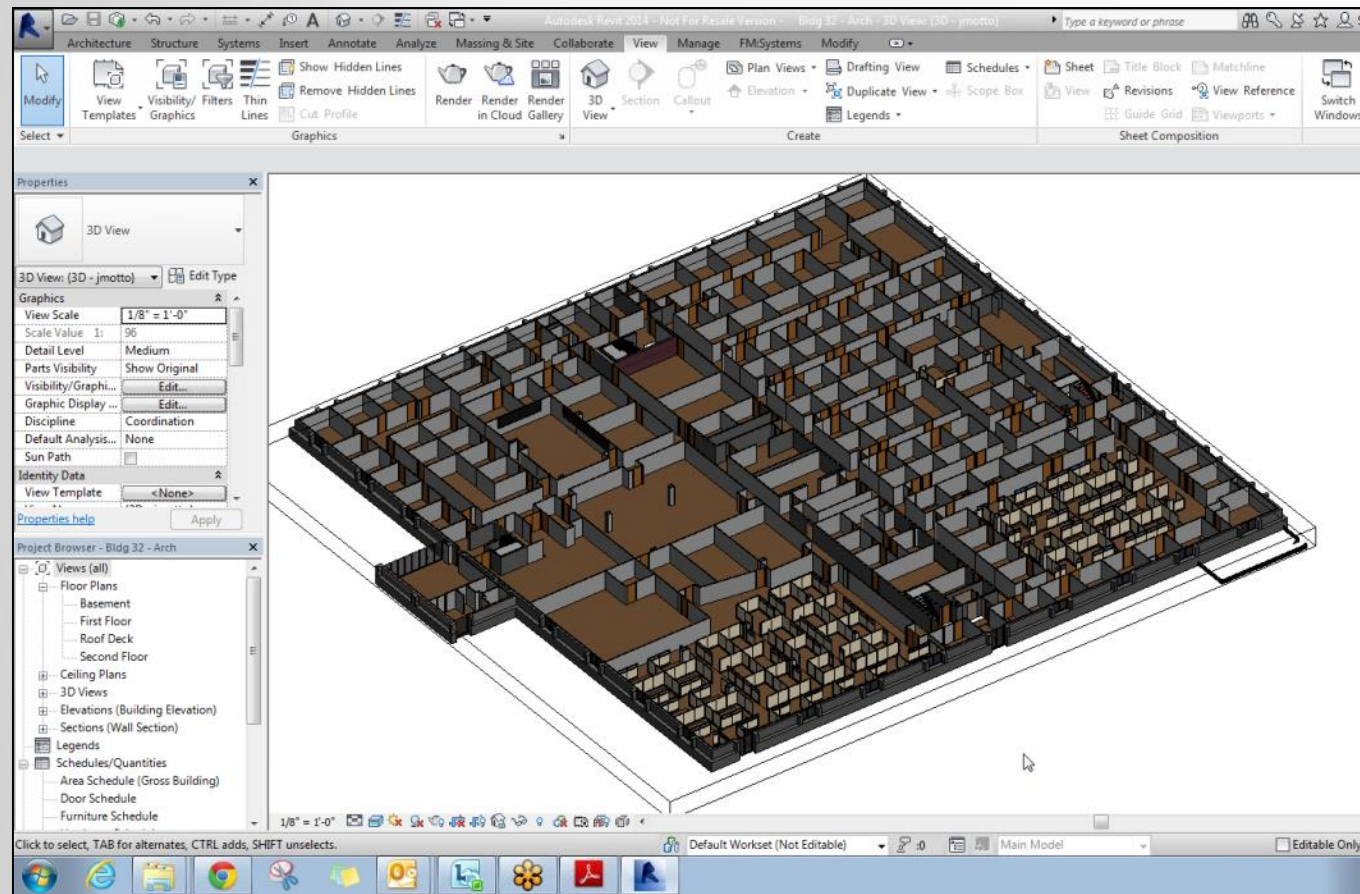 Autodesk Revit 2014 - Not For Resale Version - Bldg 32 - Arch - 3D View: {3D - jmotto}
Type a keyword or phrase
Architecture Structure Systems Insert Annotate Analyze Massing & Site Collaborate View Manage FM:Systems Modify
Modify
View Templates
Visibility/ Graphics
Filters
Thin Lines
Show Hidden Lines
Remove Hidden Lines
Cut Profile
Render
Render in Cloud
Render Gallery
3D View
Section
Callout
Plan Views
Elevation
Drafting View
Duplicate View
Legends
Schedules
Scope Box
Sheet
View
Title Block
Revisions
Guide Grid
Matchline
View Reference
Viewports
Switch Windows
Select
Graphics
Create
Sheet Composition
Properties
3D View
3D View: {3D - jmotto} Edit Type
Graphics
View Scale 1/8" = 1'-0"
Scale Value 1: 96
Detail Level Medium
Parts Visibility Show Original
Visibility/Graphi... Edit...
Graphic Display ... Edit...
Discipline Coordination
Default Analysis... None
Sun Path
Identity Data
View Template <None>
Properties help Apply
Project Browser - Bldg 32 - Arch
Views (all)
Floor Plans
Basement
First Floor
Roof Deck
Second Floor
Ceiling Plans
3D Views
Elevations (Building Elevation)
Sections (Wall Section)
Legends
Schedules/Quantities
Area Schedule (Gross Building)
Door Schedule
Furniture Schedule
1/8" = 1'-0"
Click to select, TAB for alternates, CTRL adds, SHIFT unselects.
Default Workset (Not Editable)
:0
Main Model
Editable Only